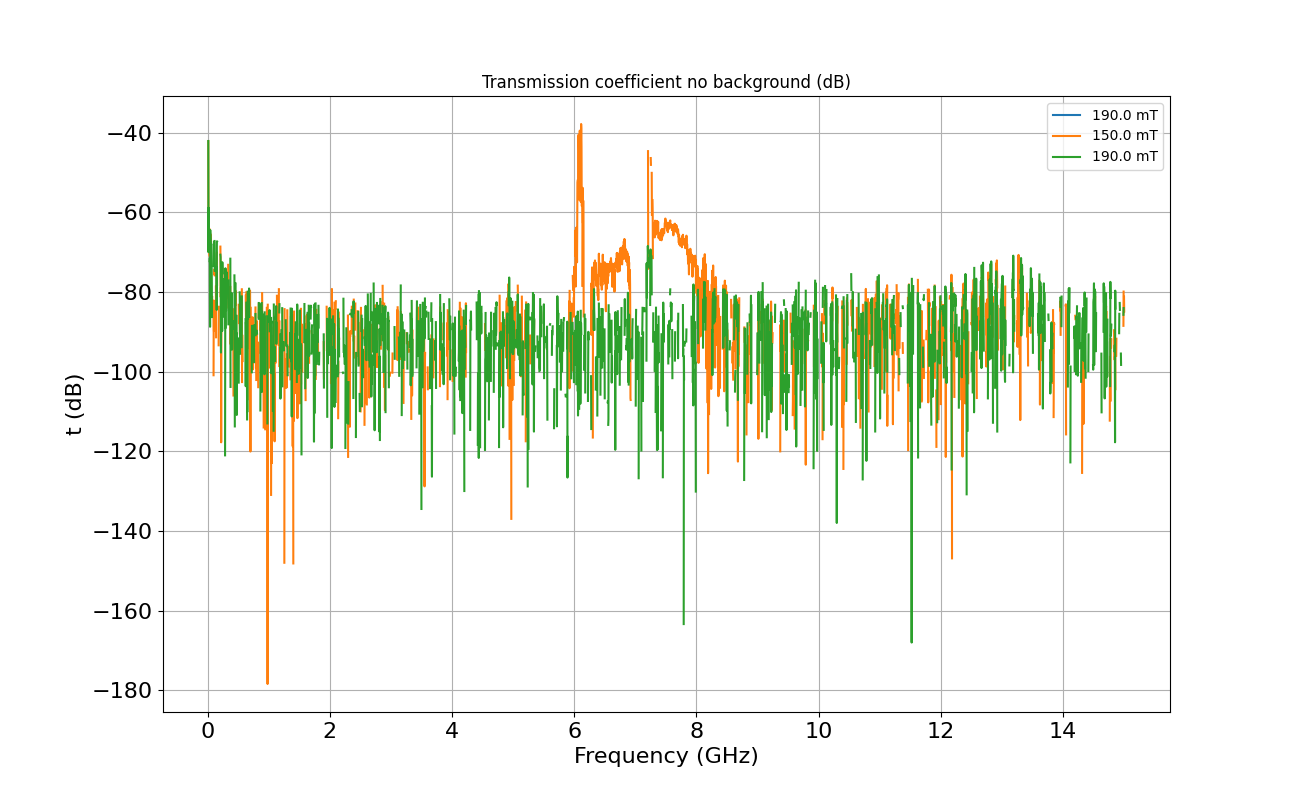 Transmission coefficient no background (dB)
190.0 mT
150.0 mT
190.0 mT
−40
−60
−80
−100
−120
−140
−160
−180
t (dB)
0 2 4 6 8 10 12 14
Frequency (GHz)